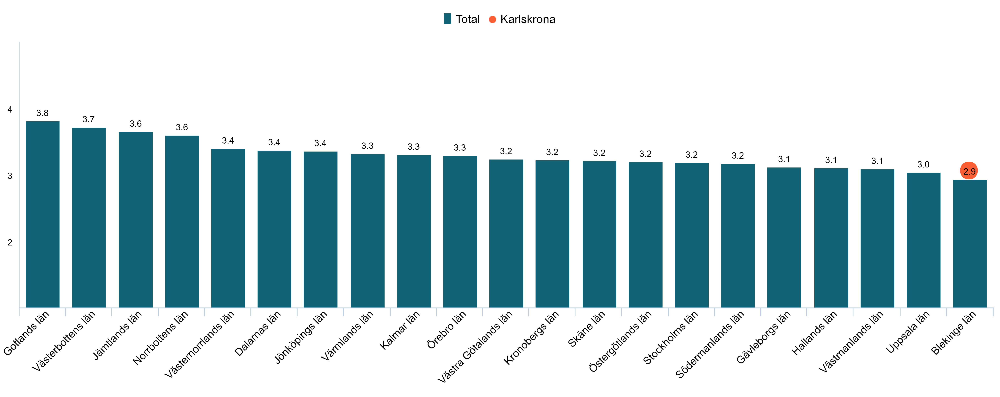 Total Karlskrona
4
3
2
3.8 3.7 3.6 3.6 3.4 3.4 3.4 3.3 3.3 3.3 3.2 3.2 3.2 3.2 3.2 3.2 3.1 3.1 3.1 3.0 2.9
Gotlands län
Västerbottens län
Jämtlands län
Norrbottens län
Västernorrlands län
Dalarnas län
Jönköpings län
Värmlands län
Kalmar län
Örebro län
Västra Götalands län
Kronobergs län
Skåne län
Östergötlands län
Stockholms län
Södermanlands län
Gävleborgs län
Hallands län
Västmanlands län
Uppsala län
Blekinge län